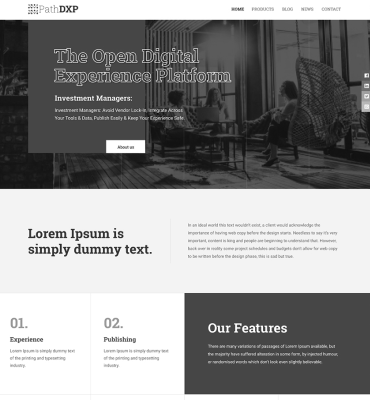 PathDXP
HOME PRODUCTS BLOG NEWS CONTACT
The Open Digital
Experience Platform
Investment Managers:
Investment Managers: Avoid Vendor Lock-in, Integrate Across
Your Tools & Data, Publish Easily & Keep Your Experience Safe.
About us
Lorem Ipsum is
simply dummy text.
In an ideal world this text wouldn't exist, a client would acknowledge the
importance of having web copy before the design starts. Needless to say it's very
important, content is king and people are beginning to understand that. However,
back over in reality some project schedules and budgets don't allow for web copy
to be written before the design phase, this is sad but true.
01.
Experience
Lorem Ipsum is simply dummy text
of the printing and typesetting
industry.
02.
Publishing
Lorem Ipsum is simply dummy text
of the printing and typesetting
industry.
Our Features
There are many variations of passages of Lorem Ipsum available, but
the majority have suffered alteration in some form, by injected humour,
or randomised words which don't look even slightly believable.